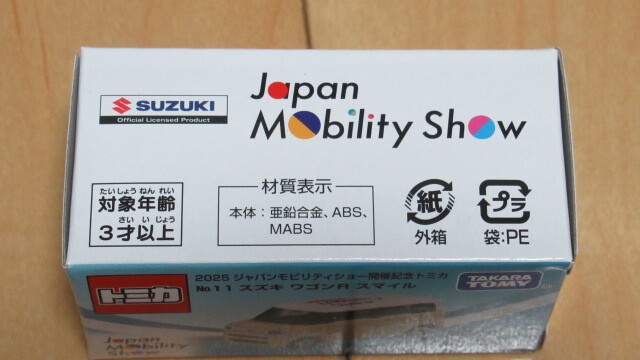 SUZUKI
Official Licensed Product
Japan
Mobility Show
たいしょうねんれい
対象年齢
さいいじょう
3才以上
材質表示
本体：亜鉛合金、ABS、
MABS
紙
外箱
プラ
袋：PE
トミカ
2025 ジャパンモビリティショー開催記念トミカ
No.11 スズキ ワゴンR スマイル
TAKARA
TOMY
Japan
Mobility
Show